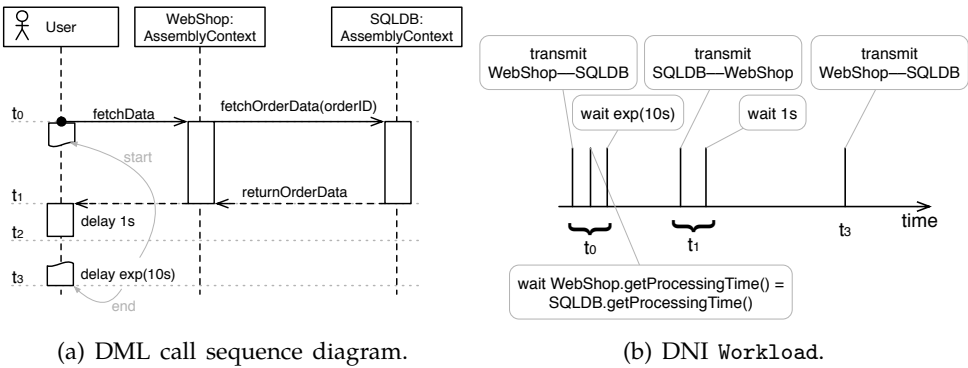 User
WebShop:
AssemblyContext
SQLDB:
AssemblyContext
t0
fetchData
fetchOrderData(orderID)
start
t1
returnOrderData
delay 1s
t2
t3
delay exp(10s)
end
(a) DML call sequence diagram.
transmit
WebShop—SQLDB
transmit
SQLDB—WebShop
transmit
WebShop—SQLDB
wait exp(10s)
wait 1s
time
t0
t1
t3
wait WebShop.getProcessingTime() =
SQLDB.getProcessingTime()
(b) DNI Workload.